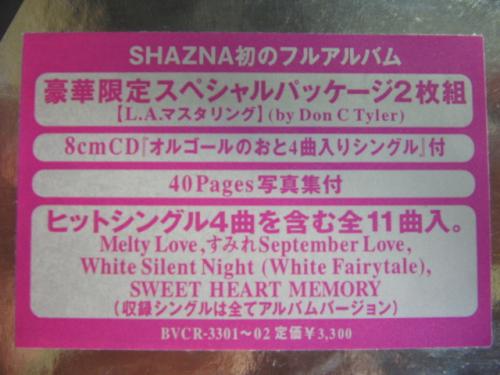 SHAZNA初のフルアルバム
豪華限定スペシャルパッケージ2枚組
【L.A.マスタリング】(by Don C Tyler)
8cmCD『オルゴールのおと4曲入りシングル』付
40Pages写真集付
ヒットシングル4曲を含む全11曲入。
Melty Love,すみれSeptember Love,
White Silent Night (White Fairytale),
SWEET HEART MEMORY
(収録シングルは全てアルバムバージョン)
BVCR-3301〜02 定価¥3,300